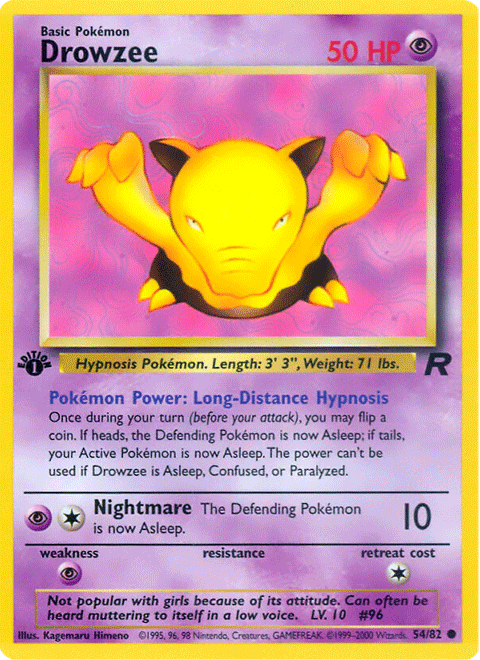 Basic Pokémon
Drowzee 50 HP
EDITION
1
Hypnosis Pokémon. Length: 3' 3", Weight: 71 lbs.
R
Pokémon Power: Long-Distance Hypnosis
Once during your turn (before your attack), you may flip a
coin. If heads, the Defending Pokémon is now Asleep; if tails,
your Active Pokémon is now Asleep. The power can't be
used if Drowzee is Asleep, Confused, or Paralyzed.
Nightmare The Defending Pokémon
is now Asleep.
10
weakness resistance retreat cost
Not popular with girls because of its attitude. Can often be
heard muttering to itself in a low voice. LV. 10 #96
Illus. Kagemaru Himeno ©1995, 96, 98 Nintendo, Creatures, GAMEFREAK. ©1999-2000 Wizards. 54/82